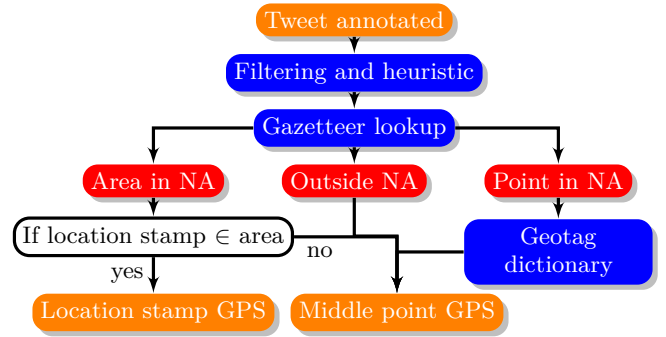 Tweet annotated
Filtering and heuristic
Gazetteer lookup
Area in NA
Outside NA
Point in NA
If location stamp ∈ area
no
Geotag
dictionary
yes
Location stamp GPS
Middle point GPS